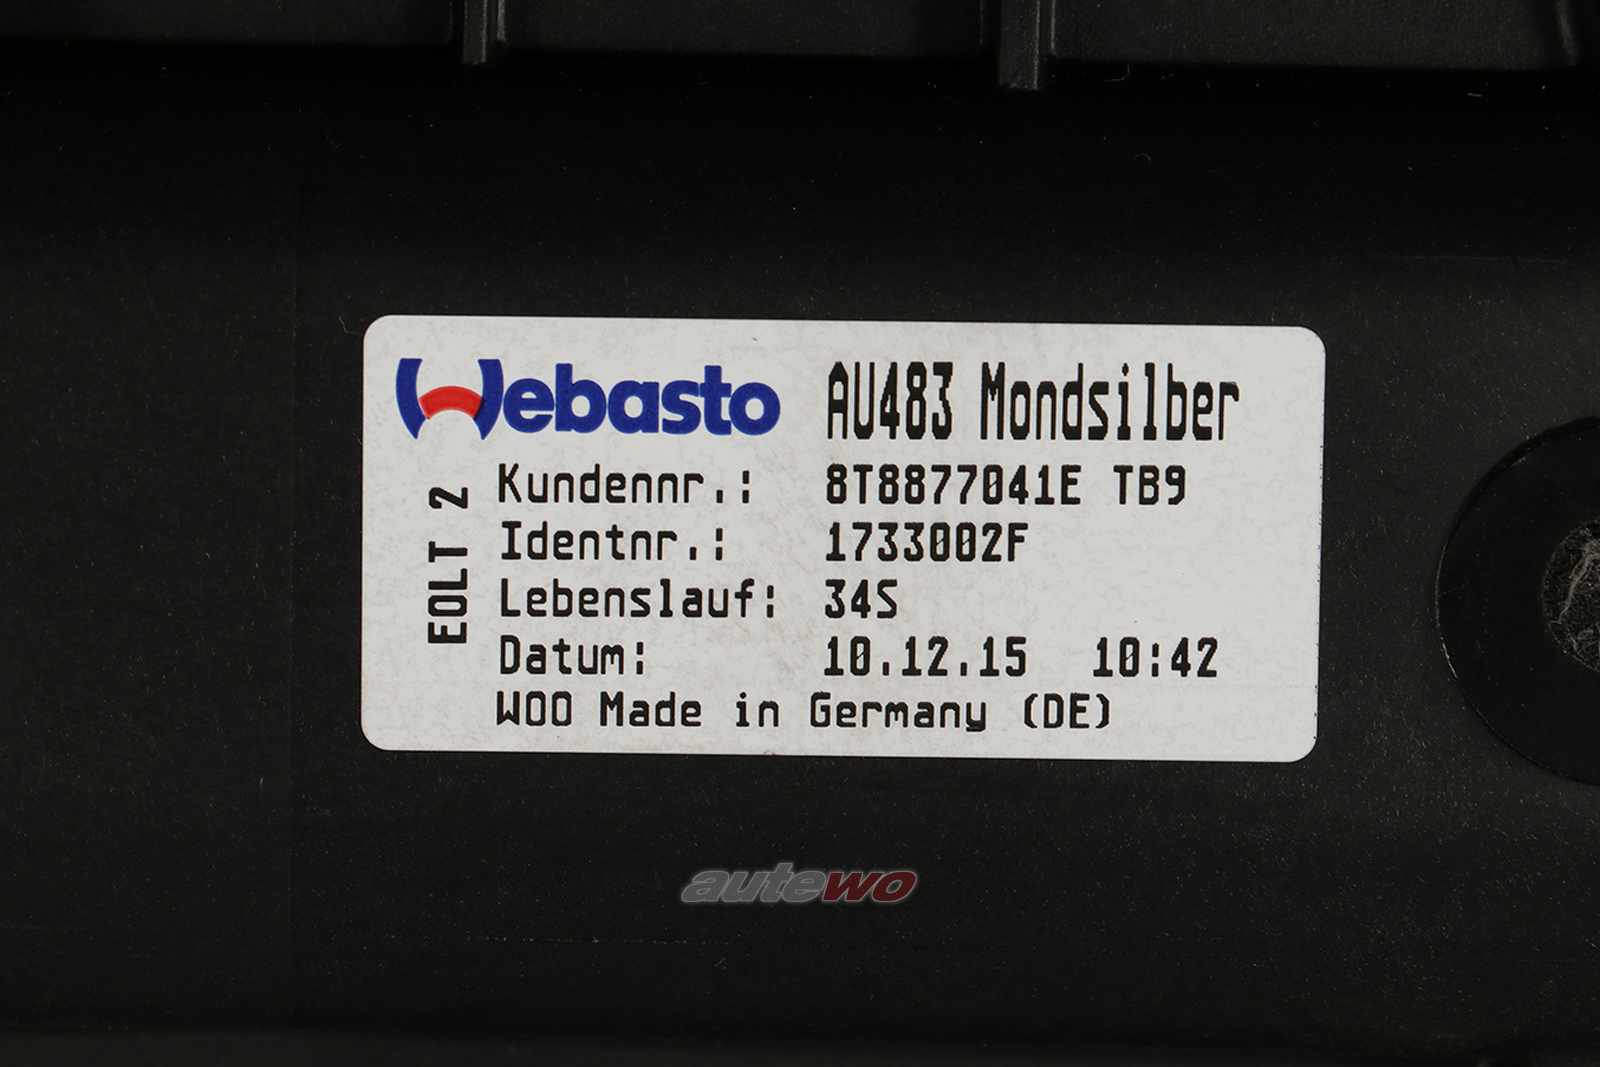 Webasto AU483 Mondsilber
EOLT 2
Kundennr.: 8T8877041E TB9
Identnr.: 1733002F
Lebenslauf: 34S
Datum: 10.12.15 10:42
WOO Made in Germany (DE)
autewo